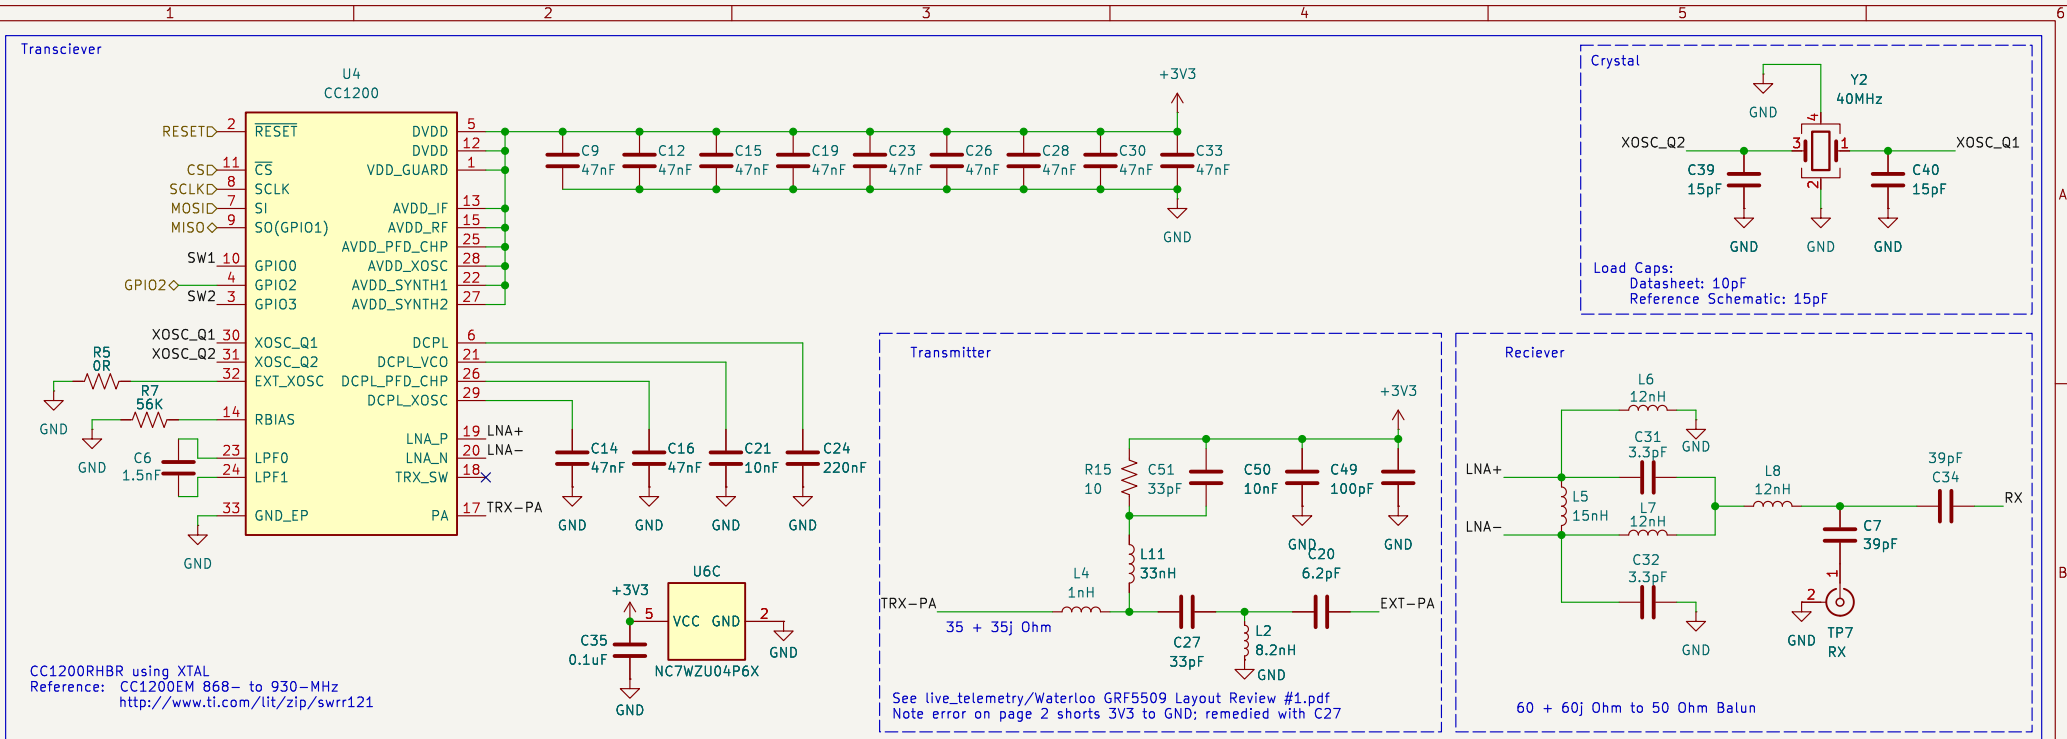 1 2 3 4 5 6
Transciever
U4
CC1200
RESET 2 RESET
CS 11 CS
SCLK 8 SCLK
MOSI 7 SI
MISO 9 SO(GPIO1)
SW1 10 GPIO0
GPIO2 4 GPIO2
SW2 3 GPIO3
XOSC_Q1 30 XOSC_Q1
XOSC_Q2 31 XOSC_Q2
32 EXT_XOSC
R5
0R
GND
R7
56K
GND
14 RBIAS
23 LPF0
24 LPF1
C6
1.5nF
33 GND_EP
GND
DVDD 5
DVDD 12
VDD_GUARD 1
AVDD_IF 13
AVDD_RF 15
AVDD_PFD_CHP 25
AVDD_XOSC 28
AVDD_SYNTH1 22
AVDD_SYNTH2 27
DCPL 6
DCPL_VCO 21
DCPL_PFD_CHP 26
DCPL_XOSC 29
LNA_P 19 LNA+
LNA_N 20 LNA-
TRX_SW 18
PA 17 TRX-PA
+3V3
C9 C12 C15 C19 C23 C26 C28 C30 C33
47nF 47nF 47nF 47nF 47nF 47nF 47nF 47nF 47nF
GND
C14 C16 C21 C24
47nF 47nF 10nF 220nF
GND GND GND GND
U6C
+3V3
5 VCC GND 2
C35
0.1uF
GND
NC7WZU04P6X
GND
CC1200RHBR using XTAL
Reference: CC1200EM 868- to 930-MHz
http://www.ti.com/lit/zip/swrr121
Crystal
Y2
40MHz
GND
4
XOSC_Q2 3 1 XOSC_Q1
2
C39
15pF
C40
15pF
GND GND GND
Load Caps:
Datasheet: 10pF
Reference Schematic: 15pF
A
B
Transmitter
+3V3
R15
10
C51
33pF
C50
10nF
C49
100pF
GND GND
L11
33nH
L4
1nH
C20
6.2pF
TRX-PA
EXT-PA
35 + 35j Ohm
C27
33pF
L2
8.2nH
GND
See live_telemetry/Waterloo GRF5509 Layout Review #1.pdf
Note error on page 2 shorts 3V3 to GND; remedied with C27
Reciever
L6
12nH
GND
C31
3.3pF
LNA+
L5
15nH
L7
12nH
LNA-
C32
3.3pF
GND
L8
12nH
39pF
C34
RX
C7
39pF
1
2
GND
TP7
RX
60 + 60j Ohm to 50 Ohm Balun